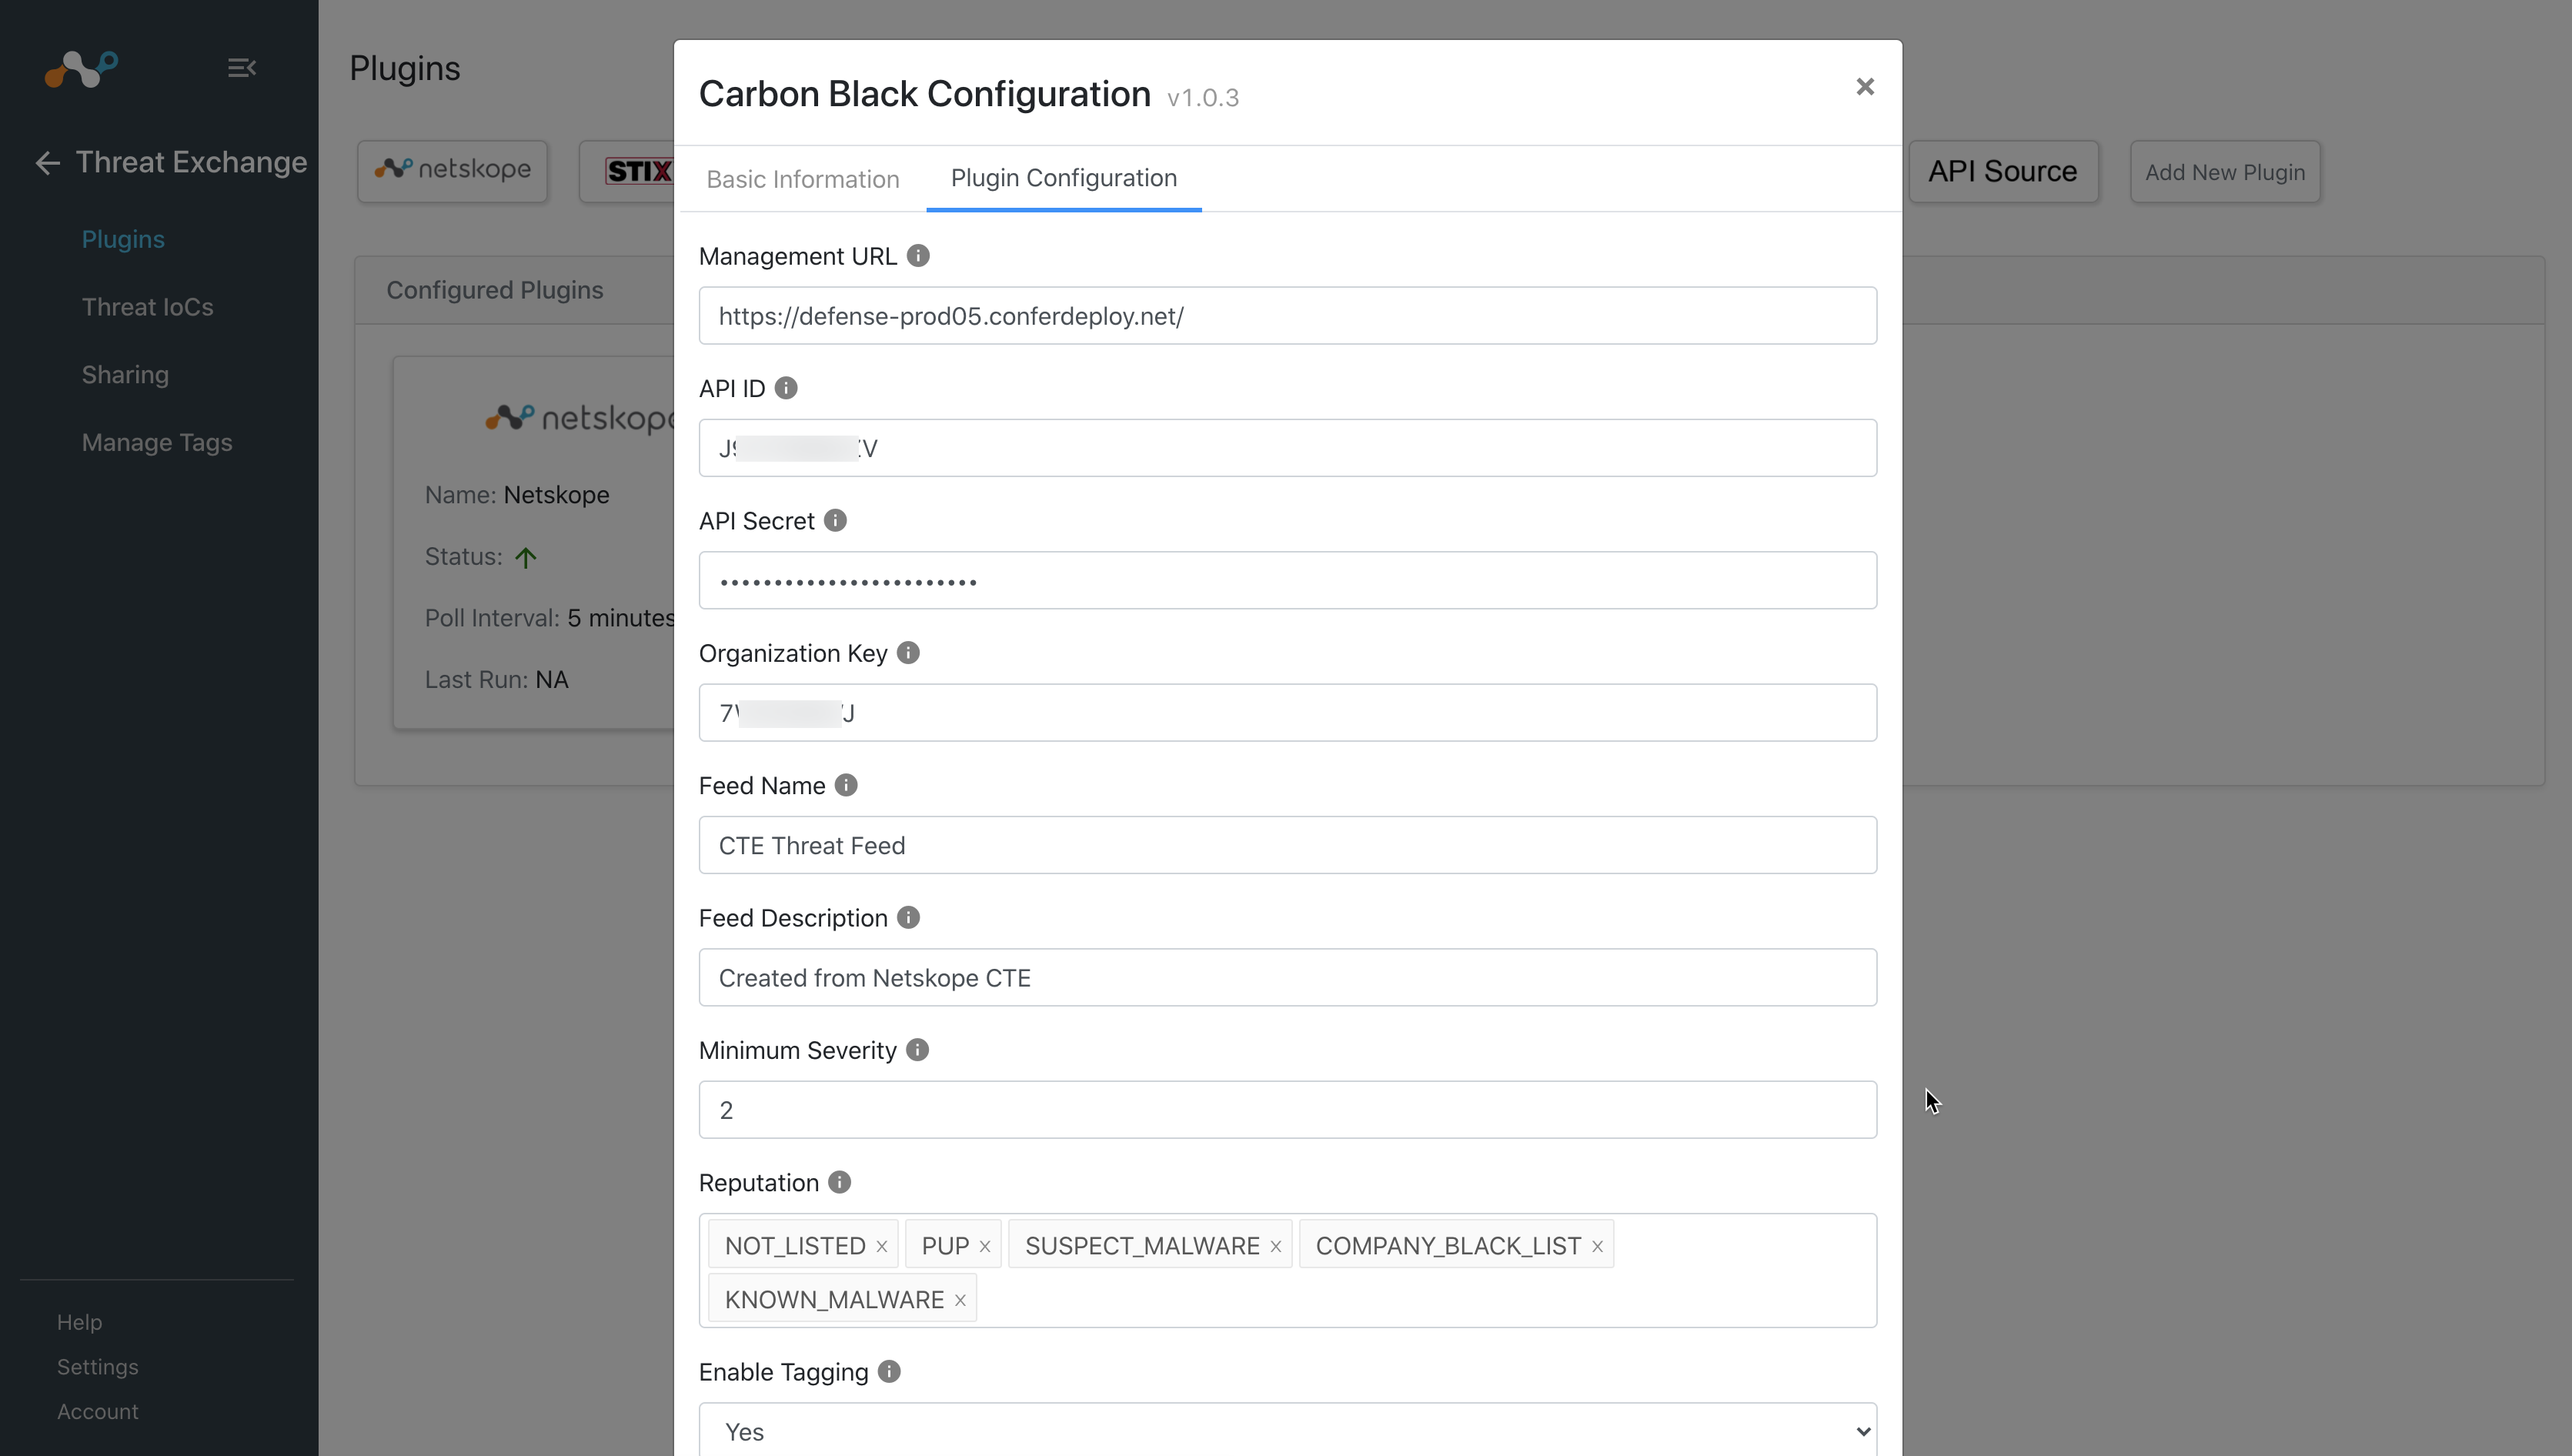 Threat Exchange
Plugins
Threat IoCs
Sharing
Manage Tags
Help
Settings
Account
Plugins
netskope
STIX
API Source
Add New Plugin
Configured Plugins
netskope
Name: Netskope
Status:
Poll Interval: 5 minutes
Last Run: NA
Carbon Black Configuration v1.0.3
Basic Information
Plugin Configuration
Management URL
https://defense-prod05.conferdeploy.net/
API ID
V
API Secret
••••••••••••••••••••••••
Organization Key
J
Feed Name
CTE Threat Feed
Feed Description
Created from Netskope CTE
Minimum Severity
2
Reputation
NOT_LISTED × PUP × SUSPECT_MALWARE × COMPANY_BLACK_LIST ×
KNOWN_MALWARE ×
Enable Tagging
Yes